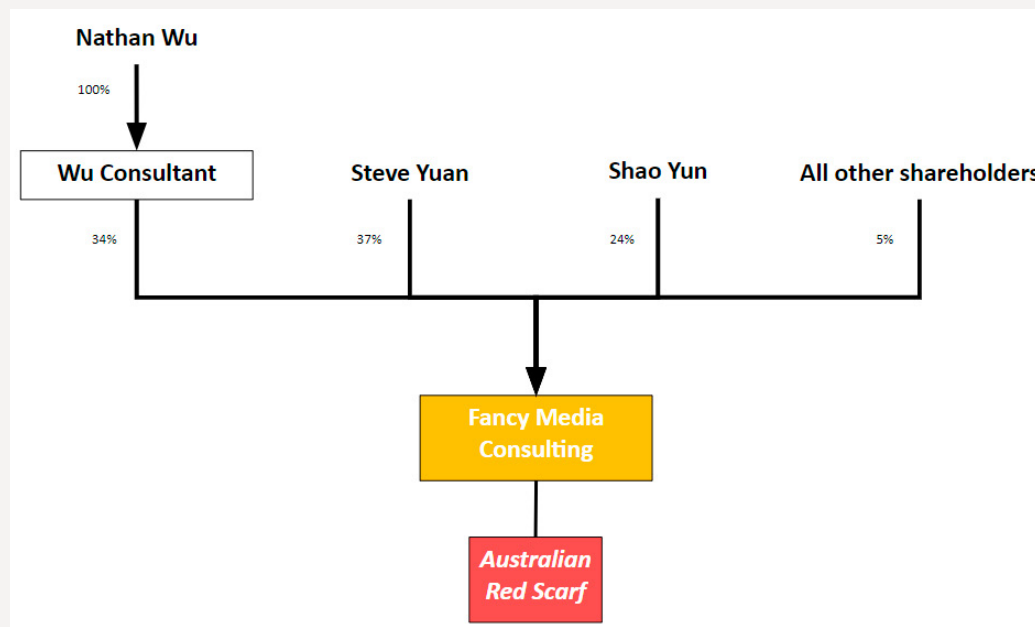 Nathan Wu
100%
Wu Consultant
Steve Yuan
Shao Yun
All other shareholders
34%
37%
24%
5%
Fancy Media
Consulting
Australian
Red Scarf